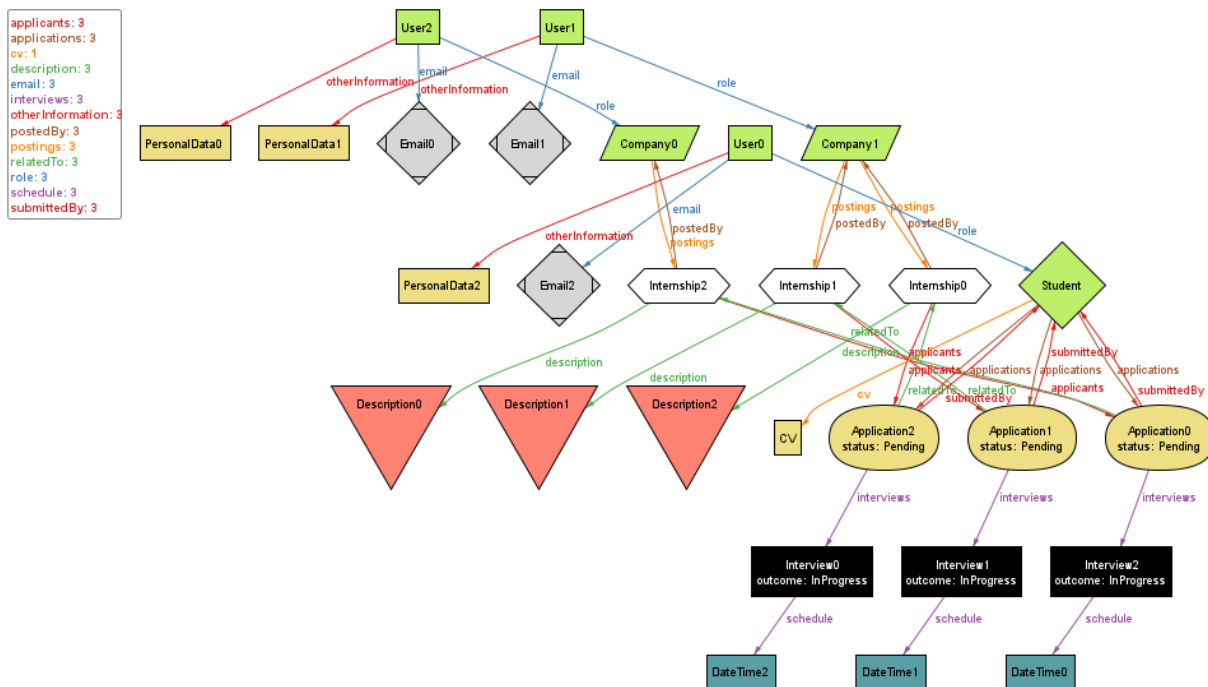 applicants: 3
applications: 3
cv: 1
description: 3
email: 3
interviews: 3
otherInformation: 3
postedBy: 3
postings: 3
relatedTo: 3
role: 3
schedule: 3
submittedBy: 3
User2
User1
email
email
otherInformation
otherInformation
role
role
PersonalData0
PersonalData1
Email0
Email1
Company0
User0
Company1
postings
postings
email
postedBy
postedBy
postedBy
postings
role
otherInformation
PersonalData2
Email2
Internship2
Internship1
Internship0
Student
relatedTo
description
applicants
submittedBy
description
description
applicants
applications
applications
applications
cv
relatedTo
relatedTo
applicants
submittedBy
submittedBy
Description0
Description1
Description2
CV
Application2
status: Pending
Application1
status: Pending
Application0
status: Pending
interviews
interviews
interviews
Interview0
outcome: InProgress
Interview1
outcome: InProgress
Interview2
outcome: InProgress
schedule
schedule
schedule
DateTime2
DateTime1
DateTime0